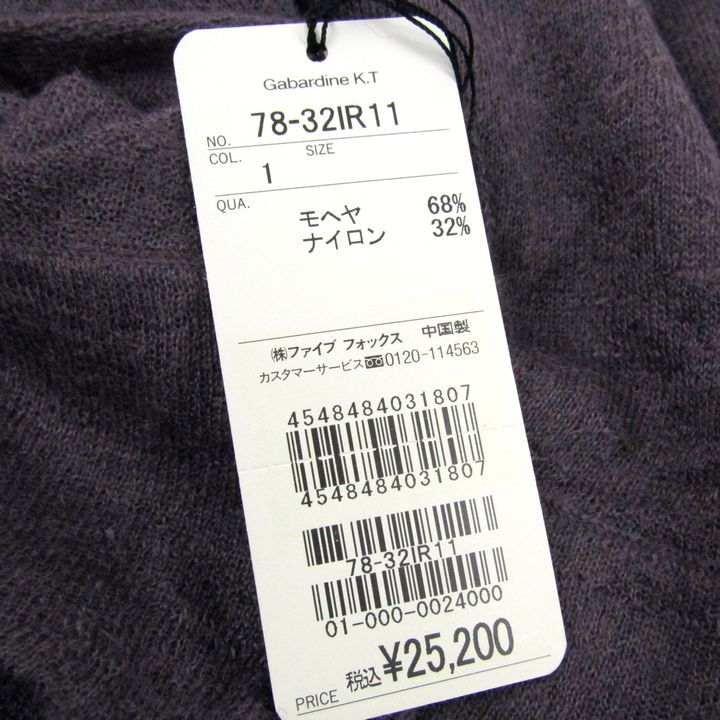 Gabardine K.T
NO. 78-32IR11
COL. 1 SIZE
QUA.
モヘヤ 68%
ナイロン 32%
㈱ファイブ フォックス 中国製
カスタマーサービス 0120-114563
4548484031807
4548484031807
78-32IR11
01-000-0024000
PRICE 税込 ¥25,200